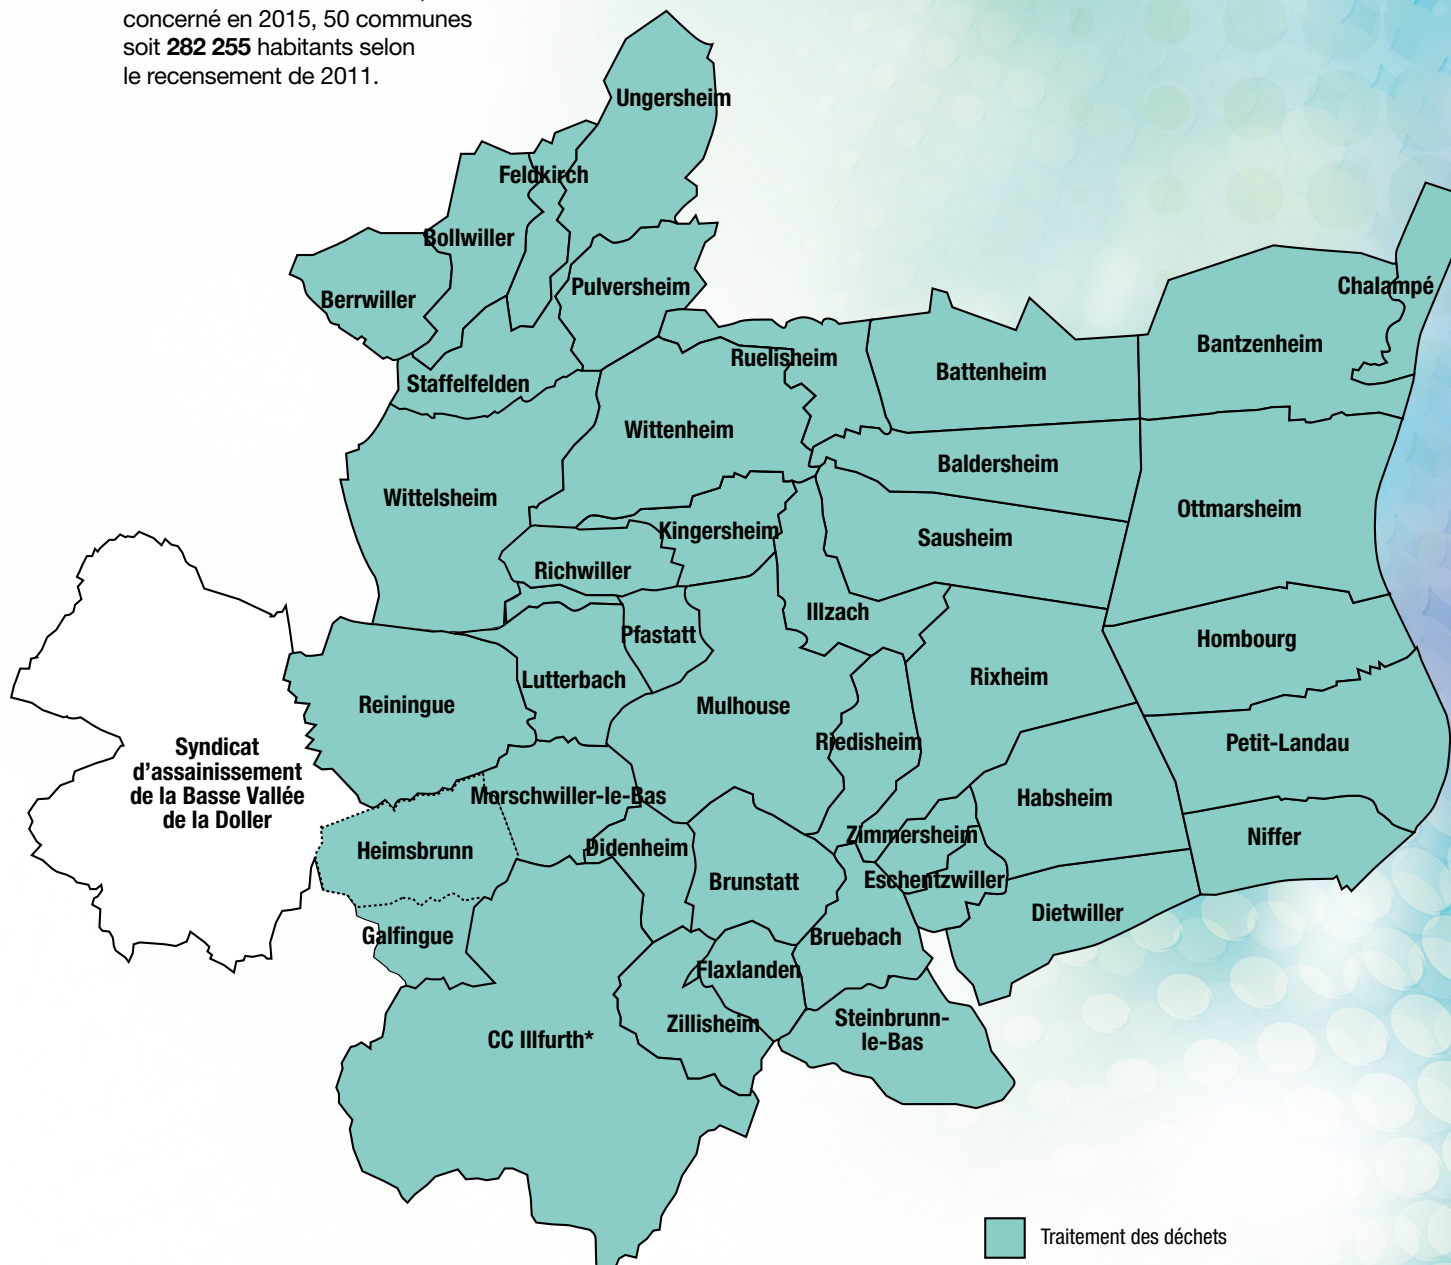 concerné en 2015, 50 communes
soit 282 255 habitants selon
le recensement de 2011.
Ungersheim
Feldkirch
Bollwiller
Berrwiller
Pulversheim
Chalampé
Ruelisheim
Battenheim
Bantzenheim
Staffelfelden
Wittenheim
Baldersheim
Wittelsheim
Ottmarsheim
Kingersheim
Sausheim
Richwiller
Illzach
Pfastatt
Hombourg
Lutterbach
Rixheim
Reiningue
Mulhouse
Riedisheim
Petit-Landau
Syndicat
d'assainissement
de la Basse Vallée
de la Doller
Morschwiller-le-Bas
Habsheim
Zimmersheim
Niffer
Heimsbrunn
Didenheim
Brunstatt
Eschentzwiller
Dietwiller
Galfingue
Bruebach
Flaxlanden
Zillisheim
Steinbrunn-
le-Bas
CC Illfurth*
Traitement des déchets